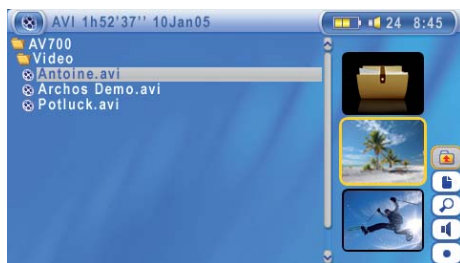 AVI 1h52'37'' 10Jan05 24 8:45
AV700
Video
Antoine.avi
Archos Demo.avi
Potluck.avi